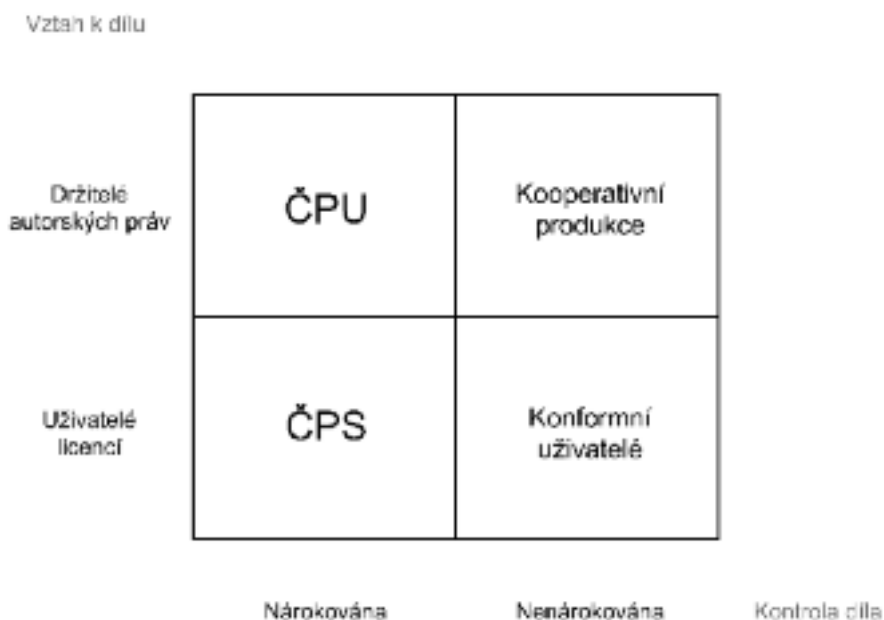 Vztah k dílu
Držitelé
autorských práv
ČPU
Kooperativní
produkce
Uživatelé
licencí
ČPS
Konformní
uživatelé
Nárokována
Nenárokována
Kontrola díla